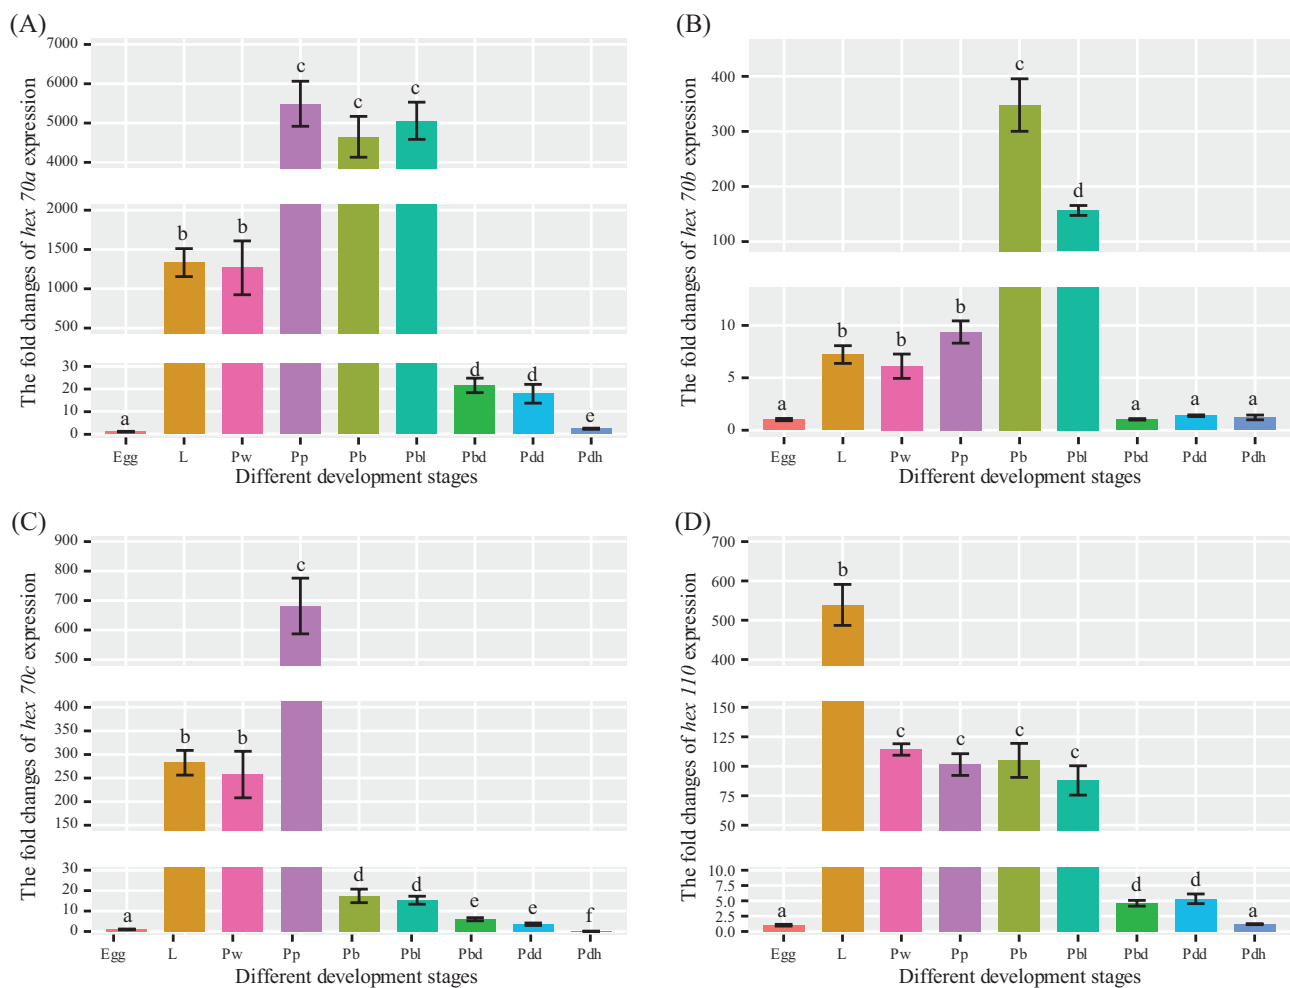 (A)
The fold changes of hex 70a expression
7000
6000
5000
4000
2000
1500
1000
500
30
20
10
0
a
b
b
c
c
c
d
d
e
Egg L Pw Pp Pb Pbl Pbd Pdd Pdh
Different development stages
(B)
The fold changes of hex 70b expression
400
300
200
100
10
5
0
a
b
b
b
c
d
a
a
a
Egg L Pw Pp Pb Pbl Pbd Pdd Pdh
Different development stages
(C)
The fold changes of hex 70c expression
900
800
700
600
500
400
350
300
250
200
150
30
20
10
0
a
b
b
c
d
d
e
e
f
Egg L Pw Pp Pb Pbl Pbd Pdd Pdh
Different development stages
(D)
The fold changes of hex 110 expression
700
600
500
400
150
125
100
75
50
10.0
7.5
5.0
2.5
0.0
a
b
c
c
c
c
d
d
a
Egg L Pw Pp Pb Pbl Pbd Pdd Pdh
Different development stages